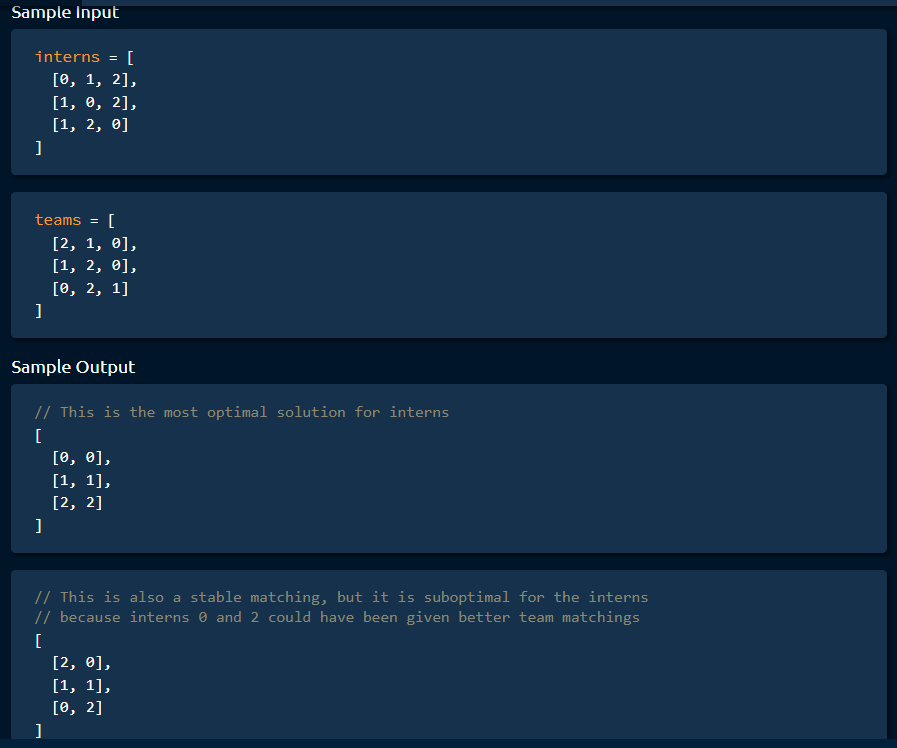 Sample Input
interns = [
[0, 1, 2],
[1, 0, 2],
[1, 2, 0]
]
teams = [
[2, 1, 0],
[1, 2, 0],
[0, 2, 1]
]
Sample Output
// This is the most optimal solution for interns
[
[0, 0],
[1, 1],
[2, 2]
]
// This is also a stable matching, but it is suboptimal for the interns
// because interns 0 and 2 could have been given better team matchings
[
[2, 0],
[1, 1],
[0, 2]
]